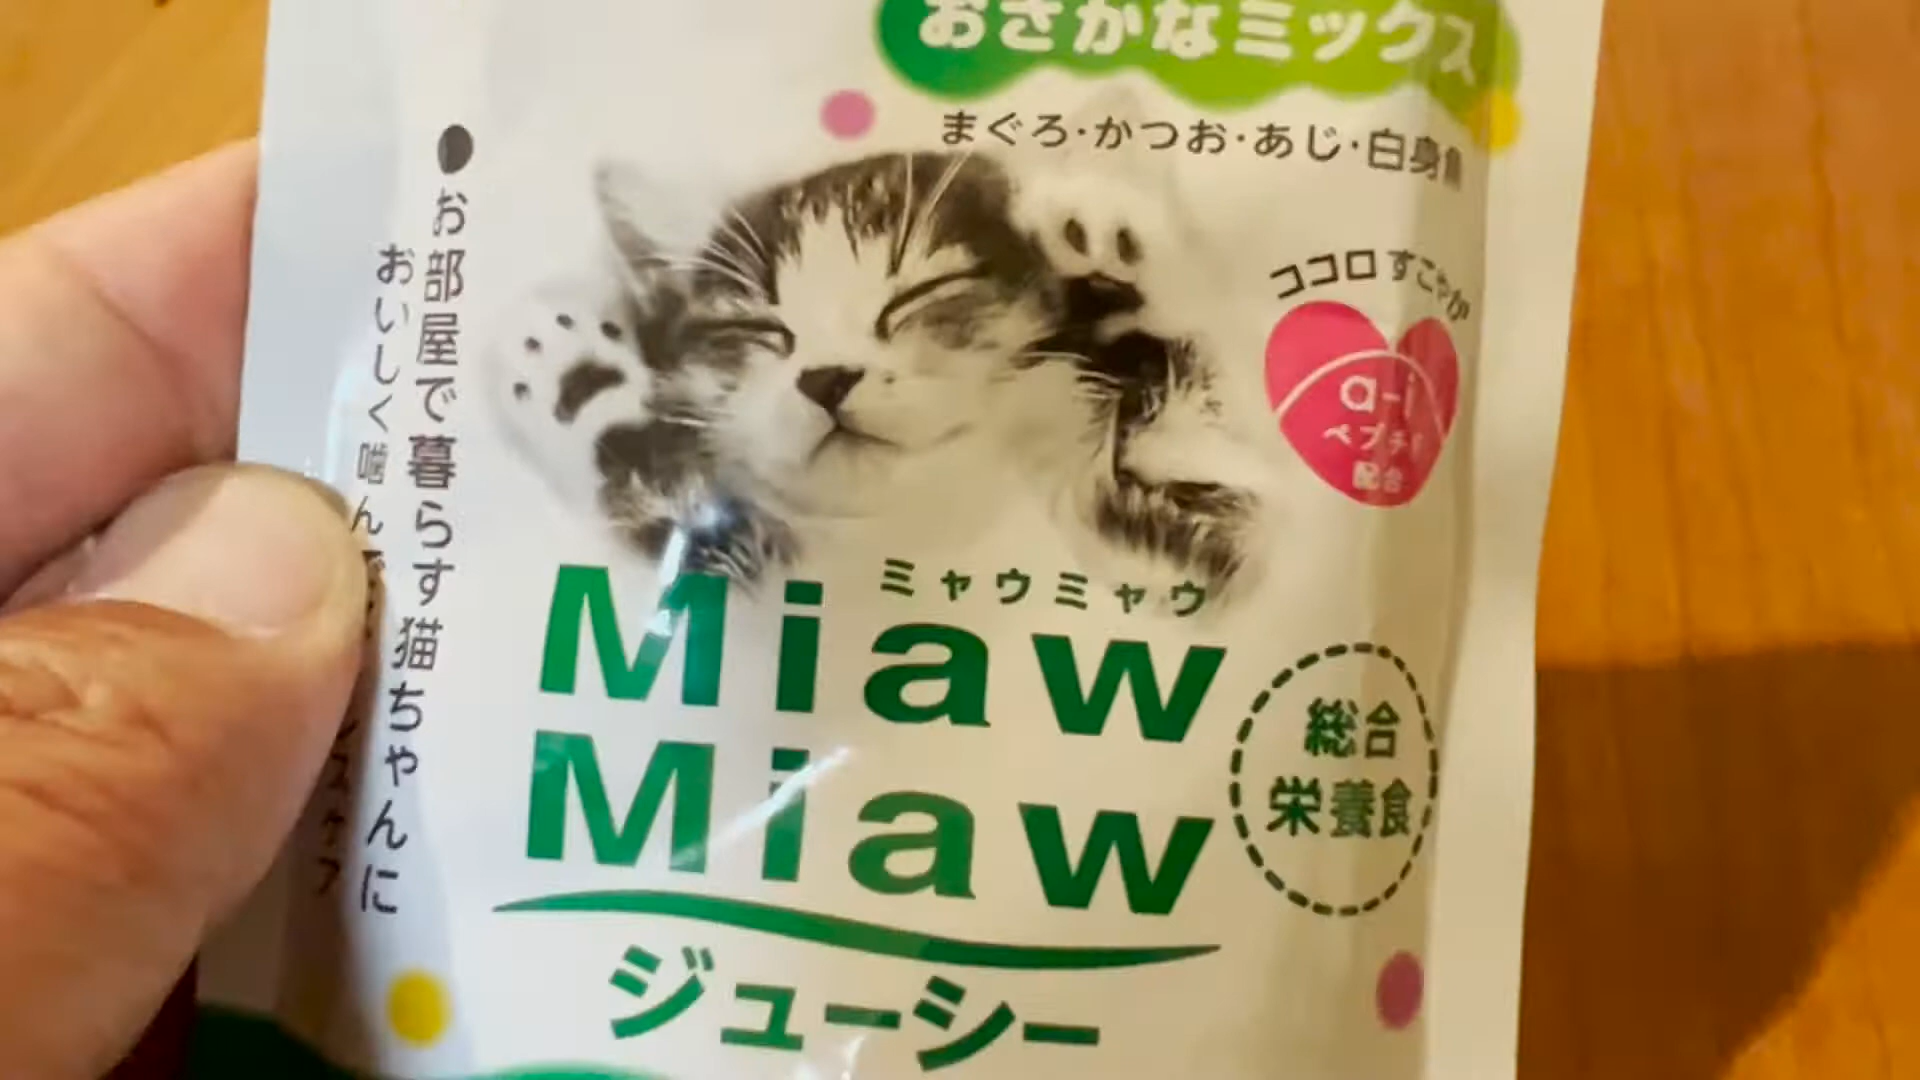 おさかなミックス
まぐろ・かつお・あじ・白身魚
●お部屋で暮らす猫ちゃんに
おいしく噛んで
ココロすこやか
a-i
ペプチド
配合
ミャウミャウ
Miaw
Miaw
総合
栄養食
ジューシー